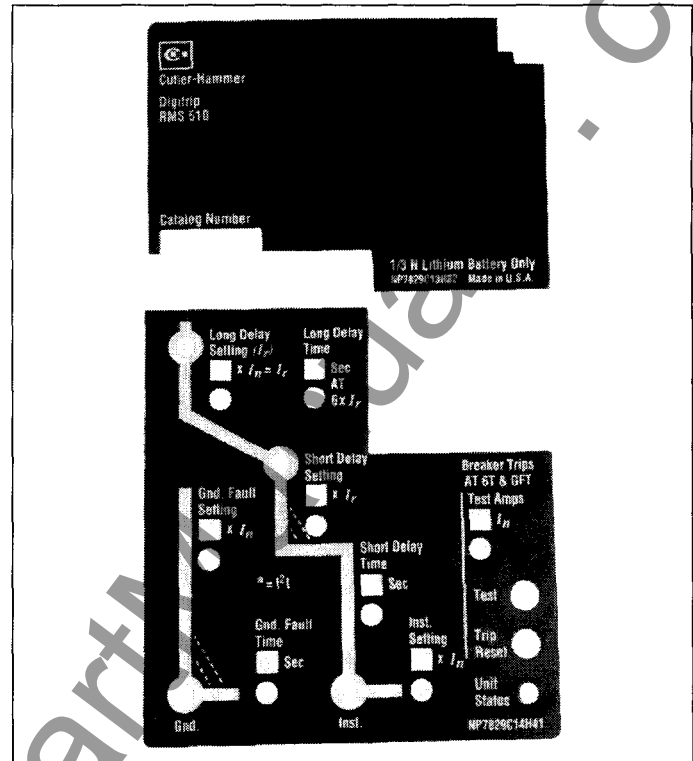 Cutler-Hammer
Digitrip
RMS 510
Catalog Number
1/3 N Lithium Battery Only
NP7829C13H02 Made in U.S.A.
Long Delay
Setting (Ir)
x In = Ir
Long Delay
Time
Sec
AT
6x Ir
Short Delay
Setting
x Ir
Gnd. Fault
Setting
x In
Breaker Trips
AT 6T & GFT
Test Amps
In
Short Delay
Time
Sec
* = I²t
Test
Gnd. Fault
Time
Sec
Inst.
Setting
x In
Trip
Reset
Unit
Status
Gnd.
Inst.
NP7829C14H41